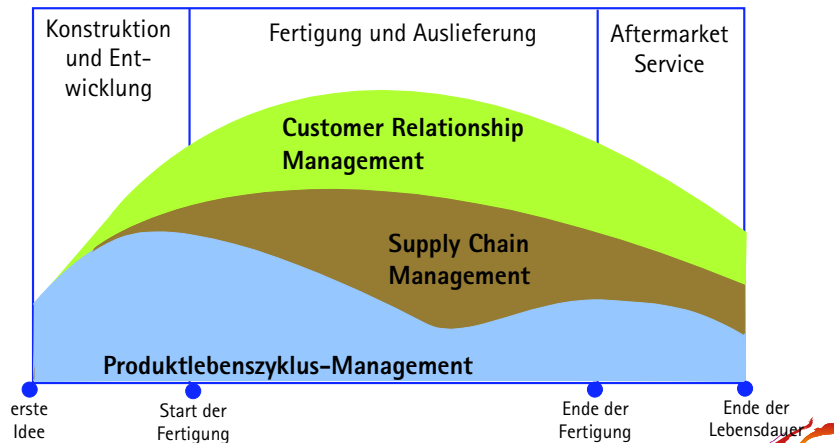 Konstruktion
und Ent-
wicklung
Fertigung und Auslieferung
Aftermarket
Service
Customer Relationship
Management
Supply Chain
Management
Produktlebenszyklus-Management
erste
Idee
Start der
Fertigung
Ende der
Fertigung
Ende der
Lebensdauer